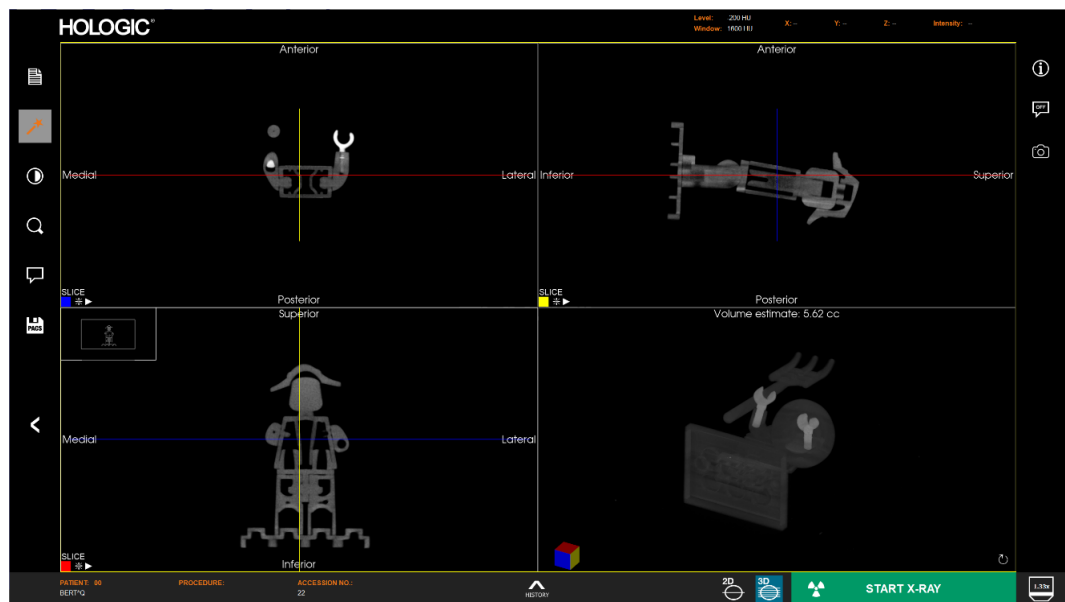 HOLOGIC®
Level: 200 HU
Window: 1600 HU
X: –
Y: –
Z: –
Intensity: –
Anterior
Medial
Lateral
SLICE
Posterior
Anterior
Inferior
Superior
SLICE
Posterior
Superior
Medial
Lateral
SLICE
Inferior
Volume estimate: 5.62 cc
OFF
PACS
PATIENT: 80
BERT^Q
PROCEDURE:
ACCESSION NO.:
22
HISTORY
2D
3D
START X-RAY
1.33x